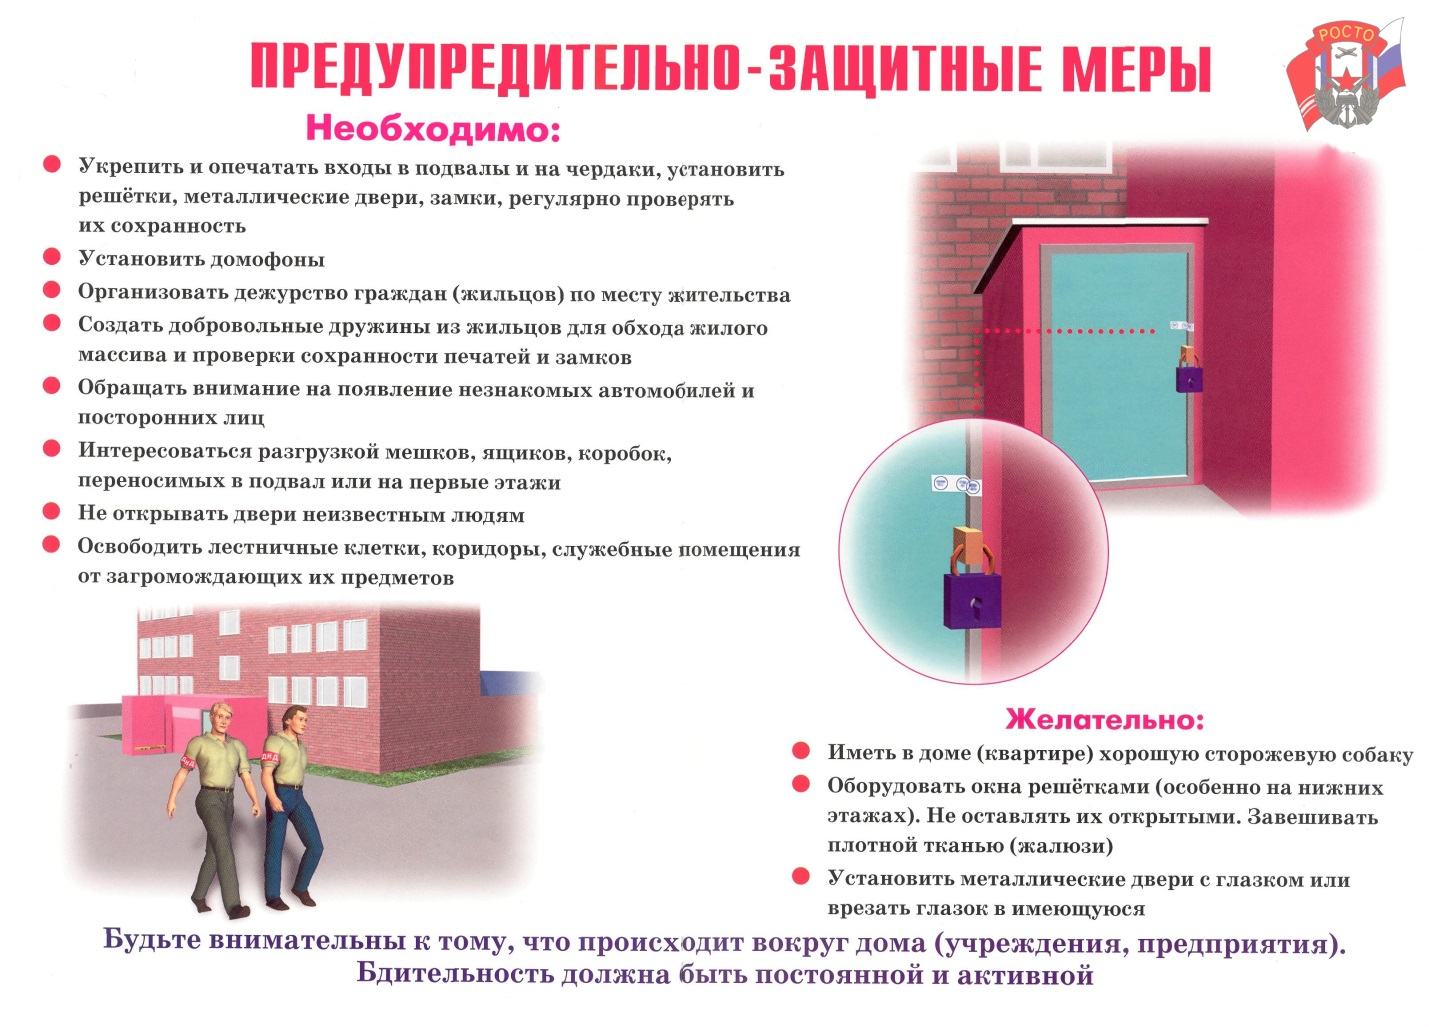 ПРЕДУПРЕДИТЕЛЬНО-ЗАЩИТНЫЕ МЕРЫ
РОСТО
Необходимо:
Укрепить и опечатать входы в подвалы и на чердаки, установить
решётки, металлические двери, замки, регулярно проверять
их сохранность
Установить домофоны
Организовать дежурство граждан (жильцов) по месту жительства
Создать добровольные дружины из жильцов для обхода жилого
массива и проверки сохранности печатей и замков
Обращать внимание на появление незнакомых автомобилей и
посторонних лиц
Интересоваться разгрузкой мешков, ящиков, коробок,
переносимых в подвал или на первые этажи
Не открывать двери неизвестным людям
Освободить лестничные клетки, коридоры, служебные помещения
от загромождающих их предметов
ДНД
ДНД
Желательно:
Иметь в доме (квартире) хорошую сторожевую собаку
Оборудовать окна решётками (особенно на нижних
этажах). Не оставлять их открытыми. Завешивать
плотной тканью (жалюзи)
Установить металлические двери с глазком или
врезать глазок в имеющуюся
Будьте внимательны к тому, что происходит вокруг дома (учреждения, предприятия).
Бдительность должна быть постоянной и активной